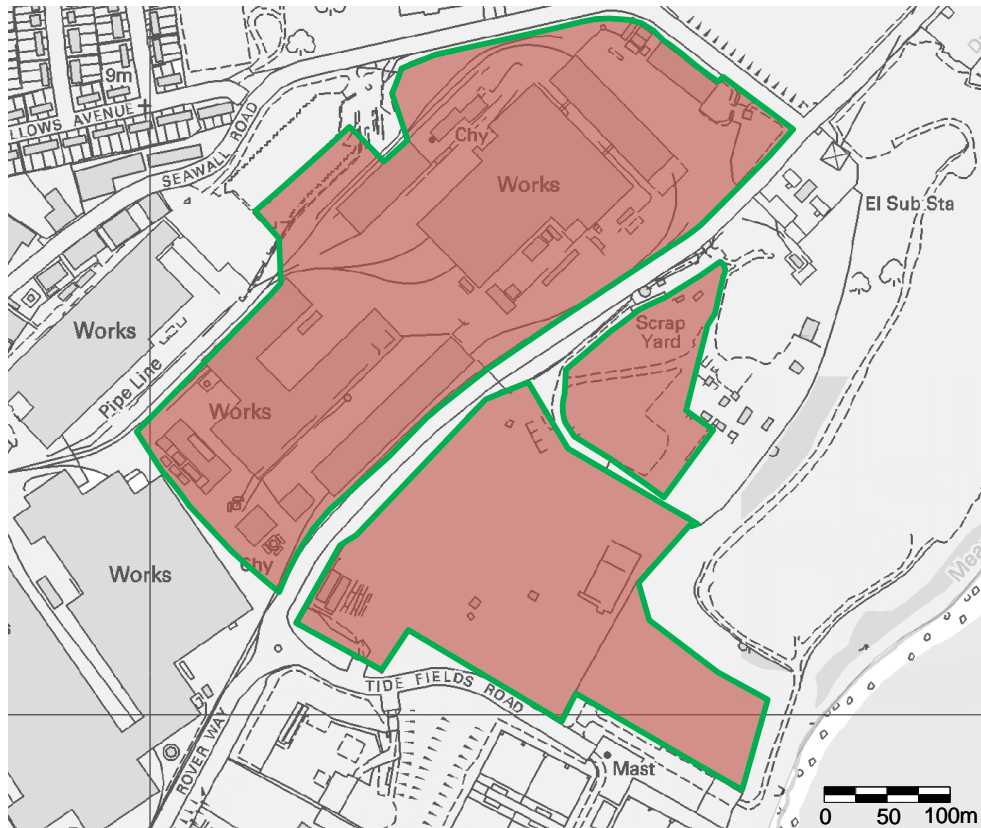 9m
LLOWS AVENUE
SEAWALL ROAD
Chy
Works
El Sub Sta
Works
Pipe Line
Scrap
Yard
Works
Works
Chy
TIDE FIELDS ROAD
ROVER WAY
Mast
Mea
0 50 100m